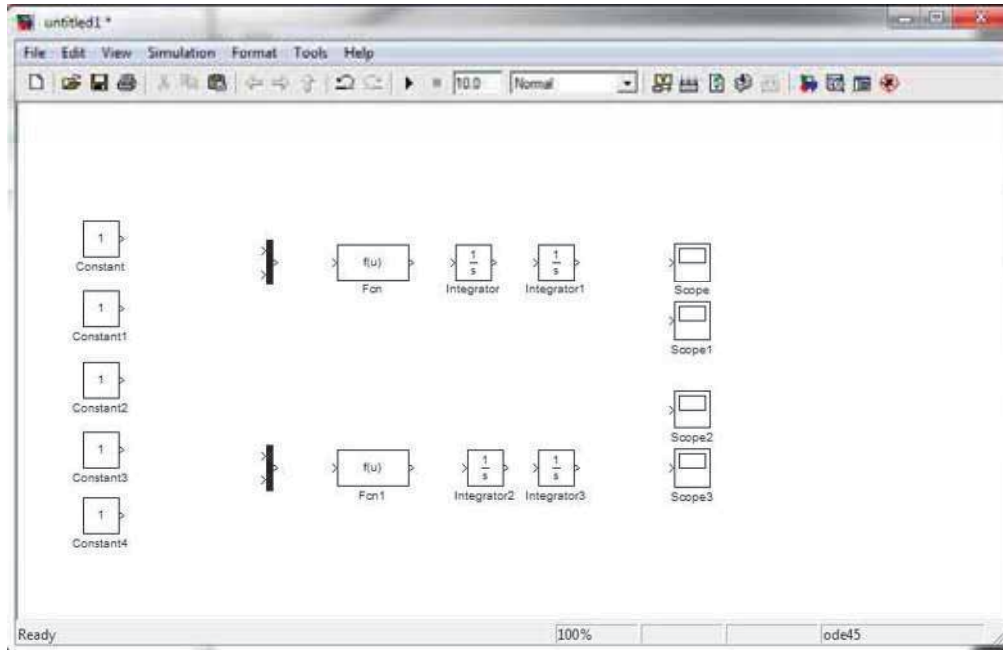 untitled1 *
File Edit View Simulation Format Tools Help
10.0 Normal
1
Constant
f(u)
Fcn
1
s
Integrator
1
s
Integrator1
Scope
1
Constant1
Scope1
1
Constant2
Scope2
1
Constant3
f(u)
Fcn1
1
s
Integrator2
1
s
Integrator3
Scope3
1
Constant4
Ready 100% ode45